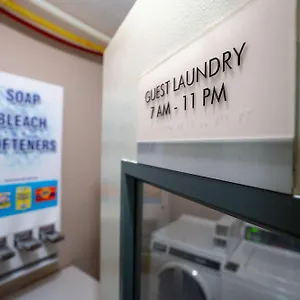 SOAP
BLEACH
SOFTENERS
GUEST LAUNDRY
7 AM - 11 PM